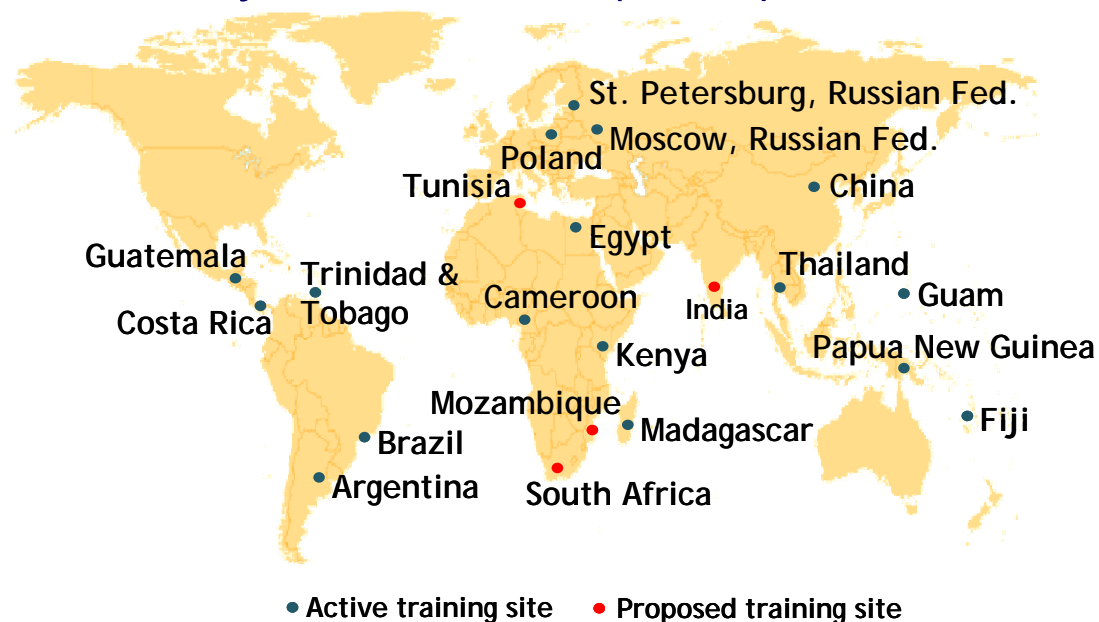 St. Petersburg, Russian Fed.
Moscow, Russian Fed.
Poland
Tunisia
China
Egypt
Guatemala
Trinidad &
Tobago
Thailand
Cameroon
India
Guam
Costa Rica
Kenya
Papua New Guinea
Mozambique
Madagascar
Fiji
Brazil
Argentina
South Africa
Active training site
Proposed training site